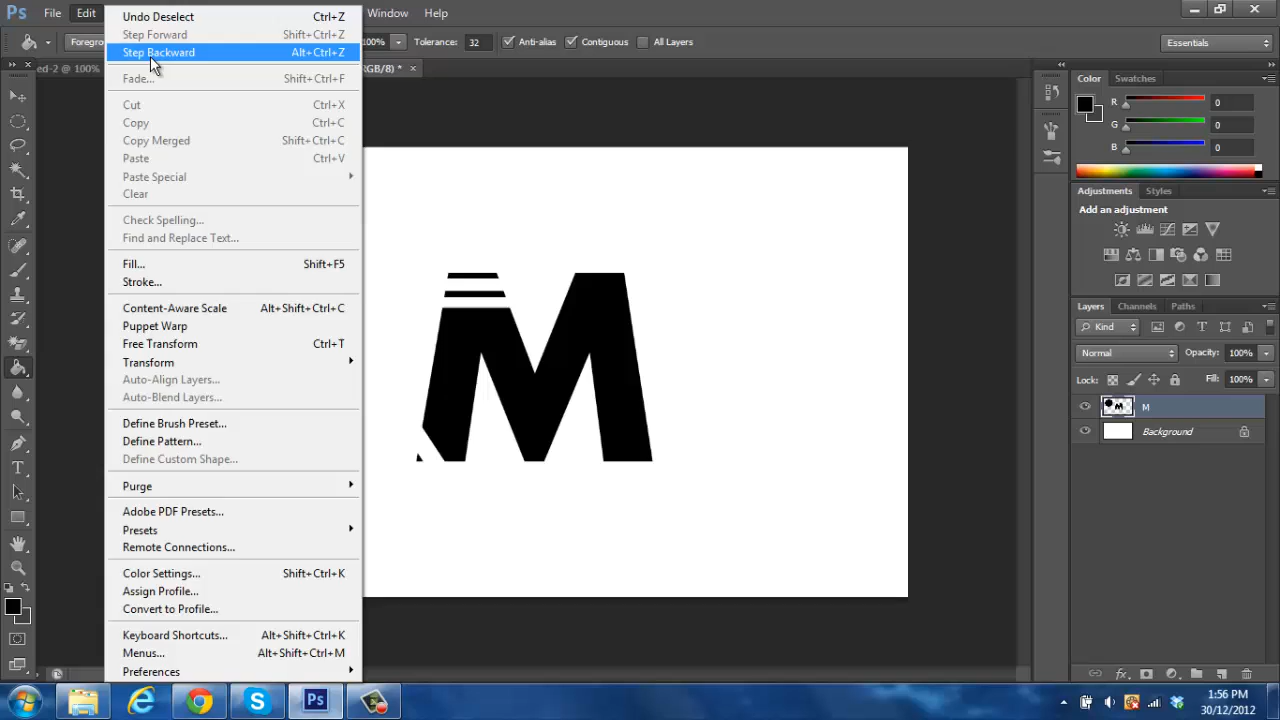 Ps File Edit Window Help
Foregro 100% Tolerance: 32 Anti-alias Contiguous All Layers Essentials
ed-2 @ 100% RGB/8) * ×
Undo Deselect Ctrl+Z
Step Forward Shift+Ctrl+Z
Step Backward Alt+Ctrl+Z
Fade... Shift+Ctrl+F
Cut Ctrl+X
Copy Ctrl+C
Copy Merged Shift+Ctrl+C
Paste Ctrl+V
Paste Special
Clear
Check Spelling...
Find and Replace Text...
Fill... Shift+F5
Stroke...
Content-Aware Scale Alt+Shift+Ctrl+C
Puppet Warp
Free Transform Ctrl+T
Transform
Auto-Align Layers...
Auto-Blend Layers...
Define Brush Preset...
Define Pattern...
Define Custom Shape...
Purge
Adobe PDF Presets...
Presets
Remote Connections...
Color Settings... Shift+Ctrl+K
Assign Profile...
Convert to Profile...
Keyboard Shortcuts... Alt+Shift+Ctrl+K
Menus... Alt+Shift+Ctrl+M
Preferences
M
Color Swatches
R 0
G 0
B 0
Adjustments Styles
Add an adjustment
Layers Channels Paths
Kind
Normal Opacity: 100%
Lock: Fill: 100%
M
Background
Ps
1:56 PM
30/12/2012